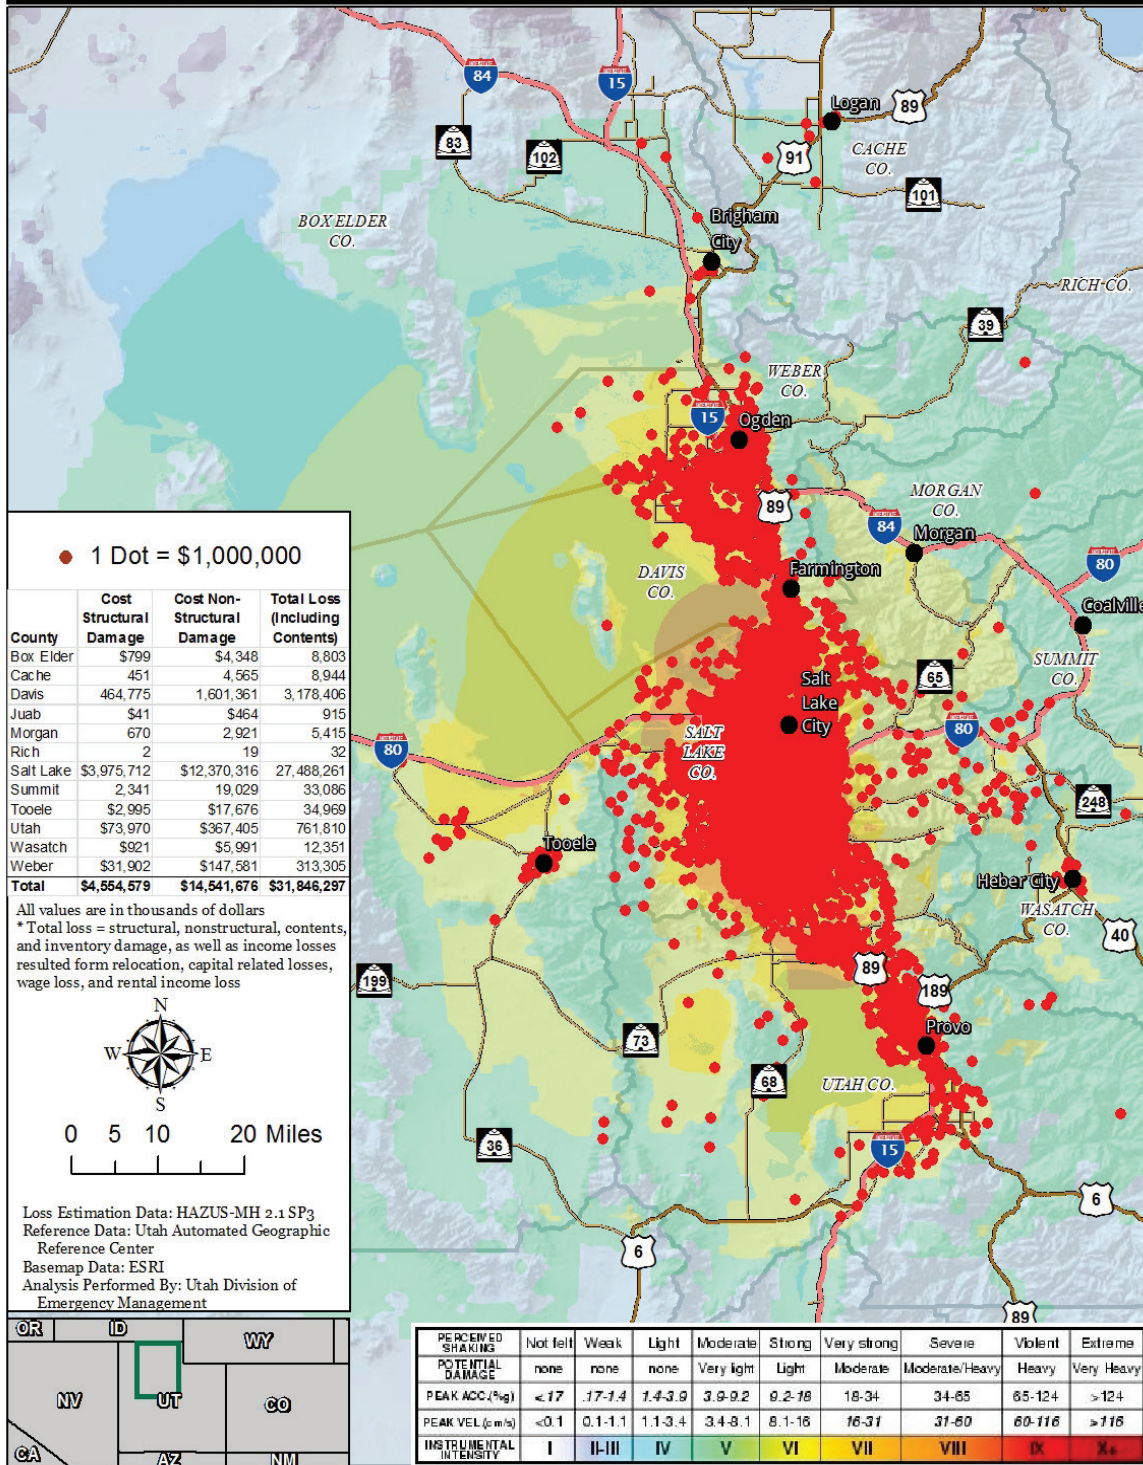 84
15
Logan
89
83
102
91
CACHE
CO.
101
BOX ELDER
CO.
Brigham
City
RICH CO.
39
WEBER
CO.
15
Ogden
89
MORGAN
CO.
84
Morgan
80
DAVIS
CO.
Farmington
Coalville
Salt
Lake
City
65
SUMMIT
CO.
80
SALT
LAKE
CO.
80
248
Tooele
Heber City
WASATCH
CO.
40
199
89
189
73
Provo
68
UTAH CO.
36
15
6
6
89
1 Dot = $1,000,000
County Cost Structural Damage Cost Non-Structural Damage Total Loss (Including Contents)
Box Elder $799 $4,348 8,803
Cache 451 4,565 8,944
Davis 464,775 1,601,361 3,178,406
Juab $41 $464 915
Morgan 670 2,921 5,415
Rich 2 19 32
Salt Lake $3,975,712 $12,370,316 27,488,261
Summit 2,341 19,029 33,086
Tooele $2,995 $17,676 34,969
Utah $73,970 $367,405 761,810
Wasatch $921 $5,991 12,351
Weber $31,902 $147,581 313,305
Total $4,554,579 $14,541,676 $31,846,297
All values are in thousands of dollars
* Total loss = structural, nonstructural, contents,
and inventory damage, as well as income losses
resulted form relocation, capital related losses,
wage loss, and rental income loss
N
W E
S
0 5 10 20 Miles
Loss Estimation Data: HAZUS-MH 2.1 SP3
Reference Data: Utah Automated Geographic
Reference Center
Basemap Data: ESRI
Analysis Performed By: Utah Division of
Emergency Management
OR ID WY
NV UT CO
CA AZ NM
PERCEIVED SHAKING Not felt Weak Light Moderate Strong Very strong Severe Violent Extreme
POTENTIAL DAMAGE none none none Very light Light Moderate Moderate/Heavy Heavy Very Heavy
PEAK ACC.(%g) <.17 .17-1.4 1.4-3.9 3.9-9.2 9.2-18 18-34 34-65 65-124 >124
PEAK VEL.(cm/s) <0.1 0.1-1.1 1.1-3.4 3.4-8.1 8.1-16 16-31 31-60 60-116 >116
INSTRUMENTAL INTENSITY I II-III IV V VI VII VIII IX X+